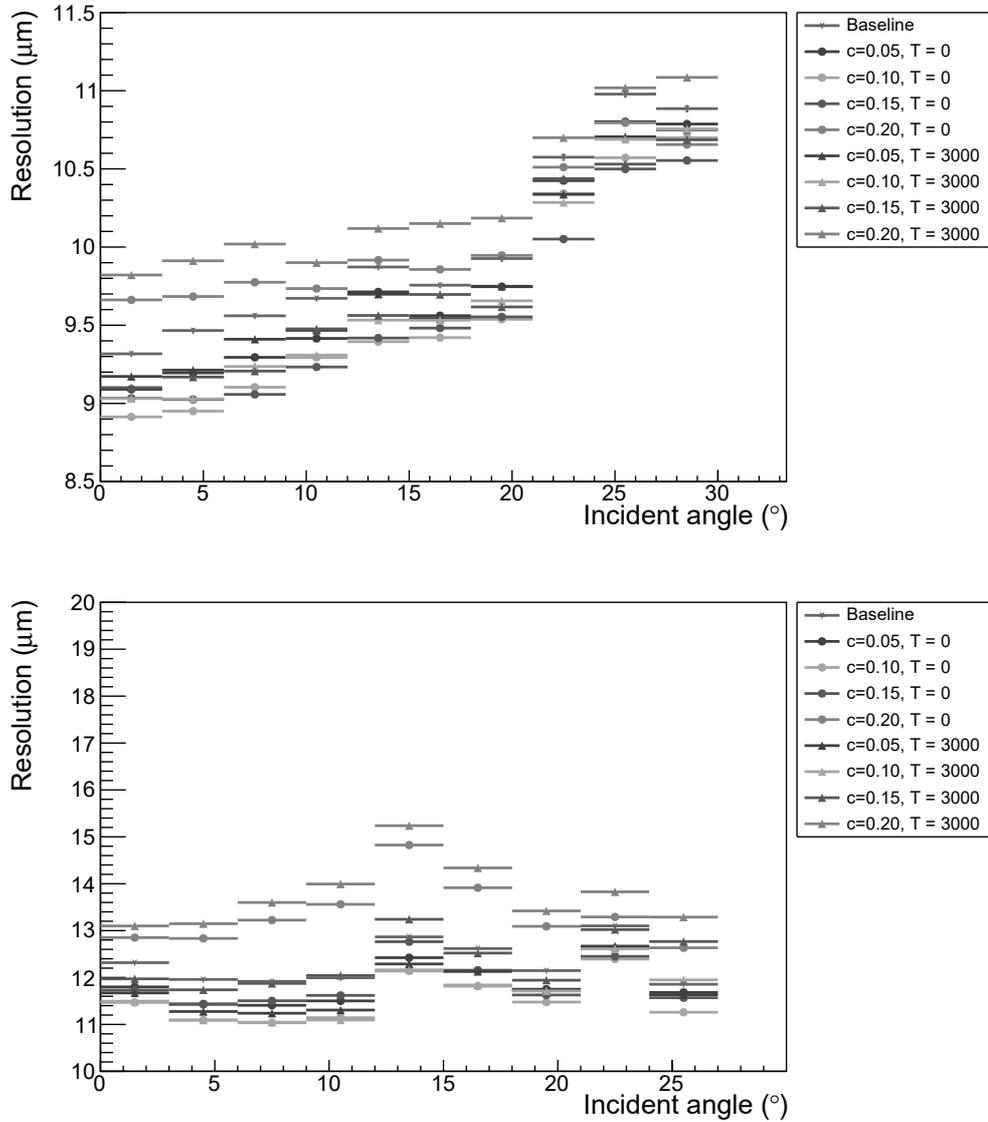 Resolution (μm)
11.5
11
10.5
10
9.5
9
8.5
0
5
10
15
20
25
30
Incident angle (°)
Baseline
c=0.05, T = 0
c=0.10, T = 0
c=0.15, T = 0
c=0.20, T = 0
c=0.05, T = 3000
c=0.10, T = 3000
c=0.15, T = 3000
c=0.20, T = 3000
Resolution (μm)
20
19
18
17
16
15
14
13
12
11
10
0
5
10
15
20
25
Incident angle (°)
Baseline
c=0.05, T = 0
c=0.10, T = 0
c=0.15, T = 0
c=0.20, T = 0
c=0.05, T = 3000
c=0.10, T = 3000
c=0.15, T = 3000
c=0.20, T = 3000